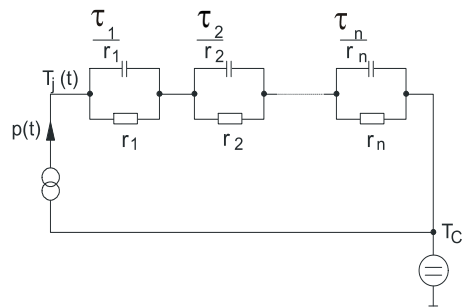 τ1/r1 τ2/r2 τn/rn
Tj(t)
p(t)
r1 r2 rn
TC